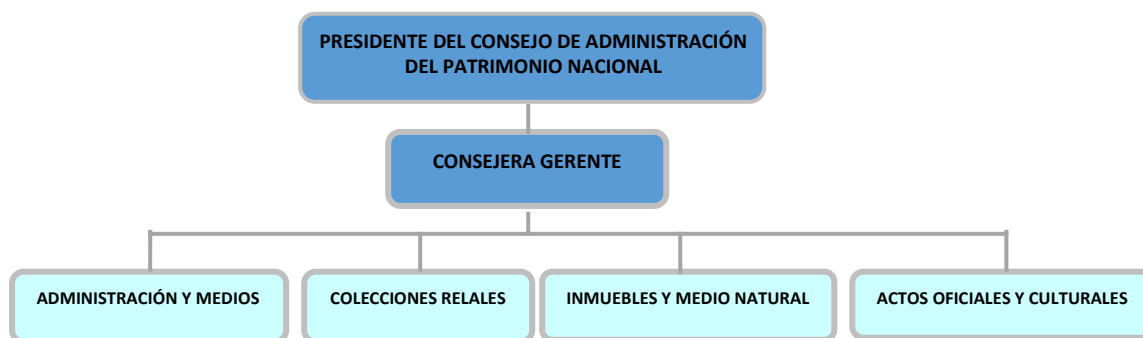 PRESIDENTE DEL CONSEJO DE ADMINISTRACIÓN
DEL PATRIMONIO NACIONAL
CONSEJERA GERENTE
ADMINISTRACIÓN Y MEDIOS
COLECCIONES RELALES
INMUEBLES Y MEDIO NATURAL
ACTOS OFICIALES Y CULTURALES